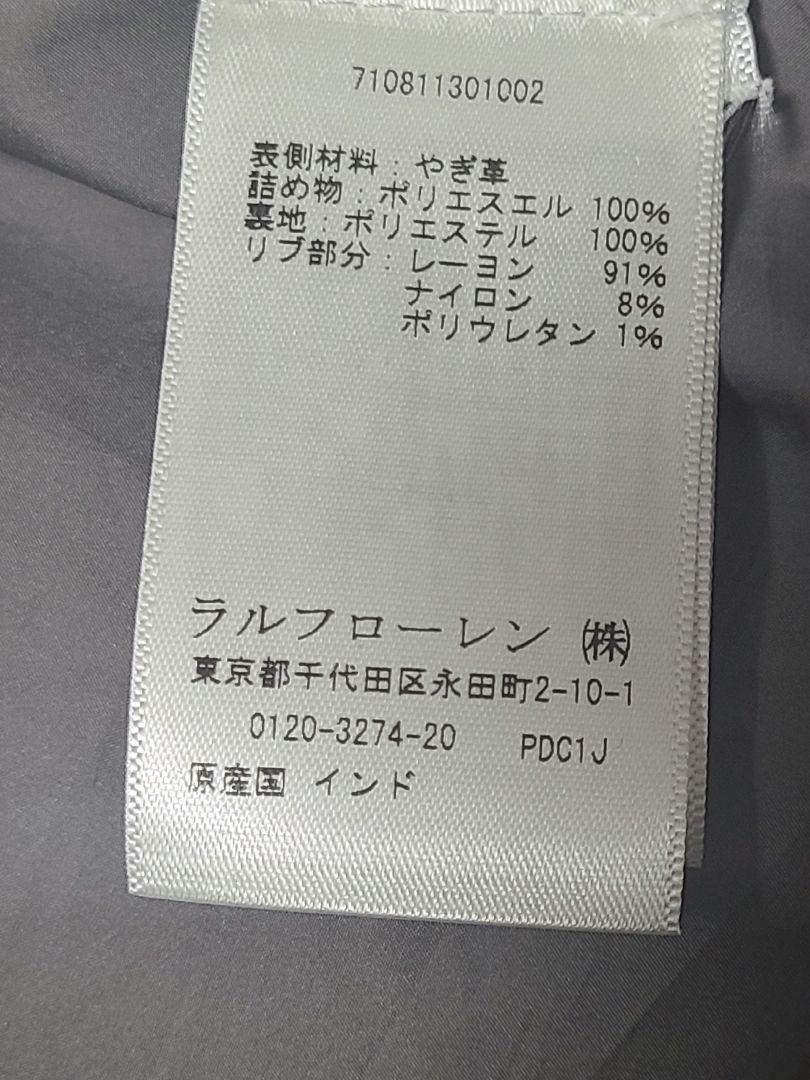 710811301002
表側材料：やぎ革
詰め物：ポリエスエル 100%
裏地：ポリエステル 100%
リブ部分：レーヨン 91%
ナイロン 8%
ポリウレタン 1%
ラルフローレン ㈱
東京都千代田区永田町2-10-1
0120-3274-20 PDC1J
原産国 インド